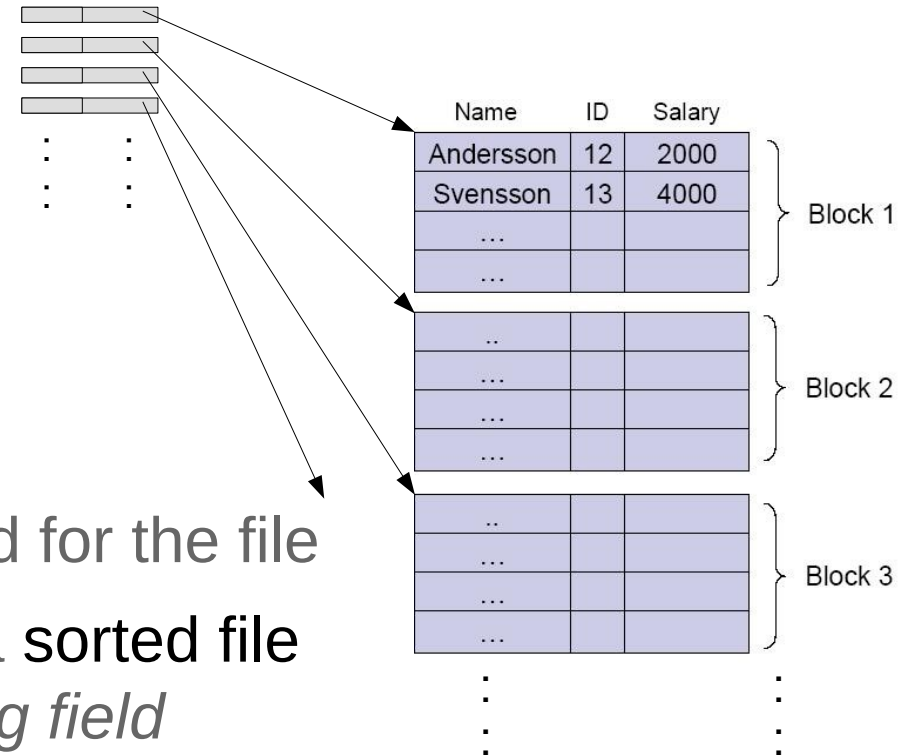 Name ID Salary
Andersson 12 2000
Svensson 13 4000
...
...
Block 1
..
...
...
...
Block 2
..
...
...
...
Block 3
for the file
sorted file
field